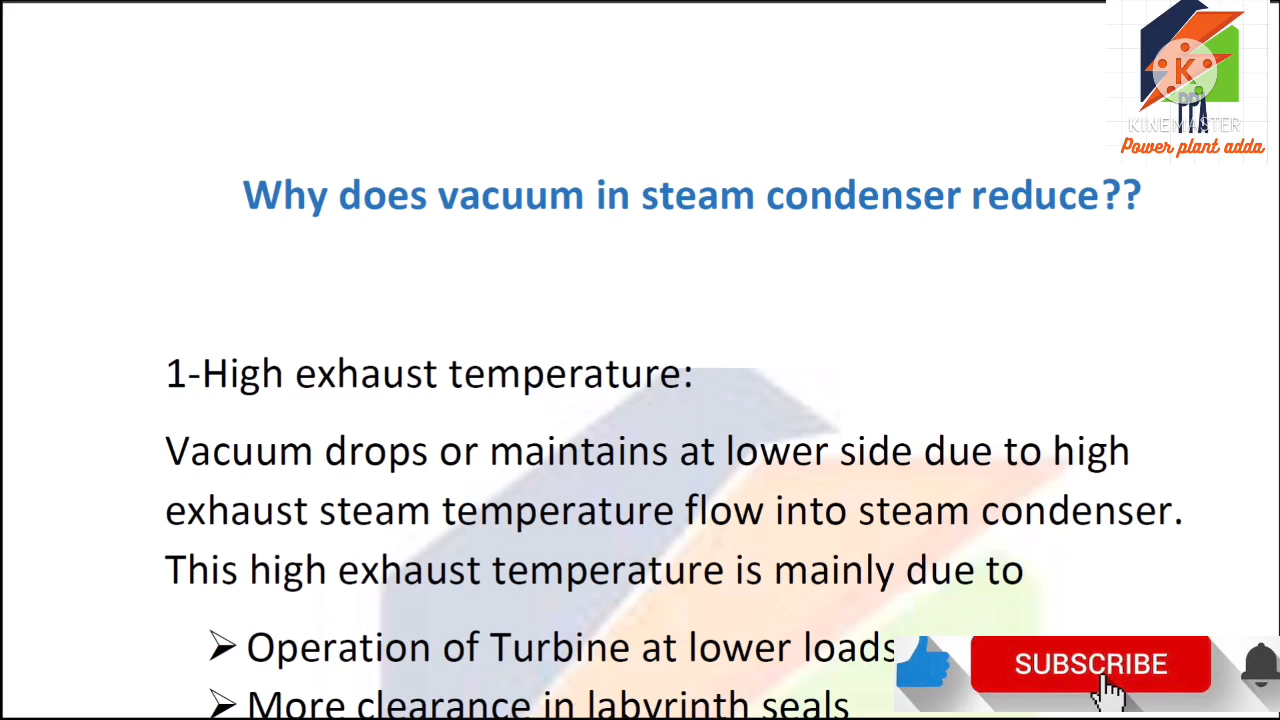 K
PPA
KINEMASTER
Power plant adda
Why does vacuum in steam condenser reduce??
1-High exhaust temperature:
Vacuum drops or maintains at lower side due to high
exhaust steam temperature flow into steam condenser.
This high exhaust temperature is mainly due to
➢ Operation of Turbine at lower loads
➢ More clearance in labyrinth seals
SUBSCRIBE